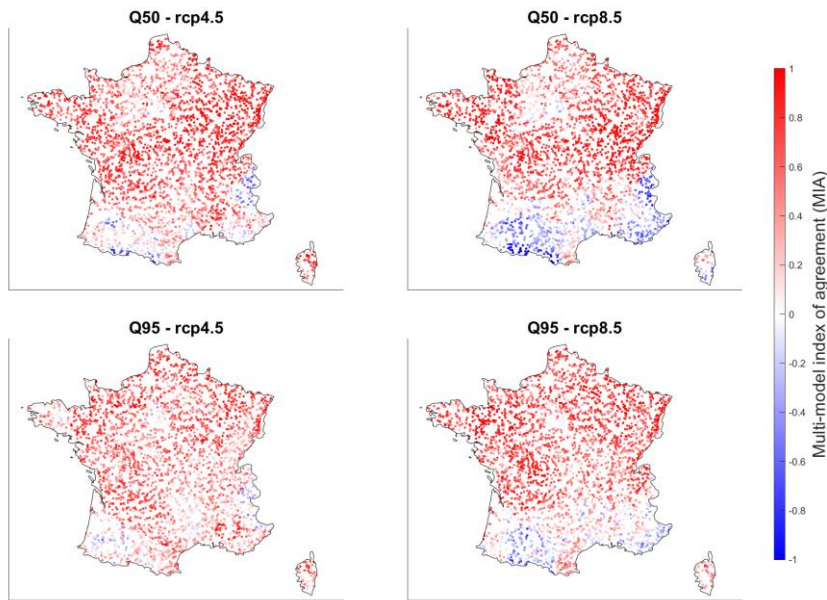 Q50 - rcp4.5
Q50 - rcp8.5
Q95 - rcp4.5
Q95 - rcp8.5
1
0.8
0.6
0.4
0.2
0
-0.2
-0.4
-0.6
-0.8
-1
Multi-model index of agreement (MIA)